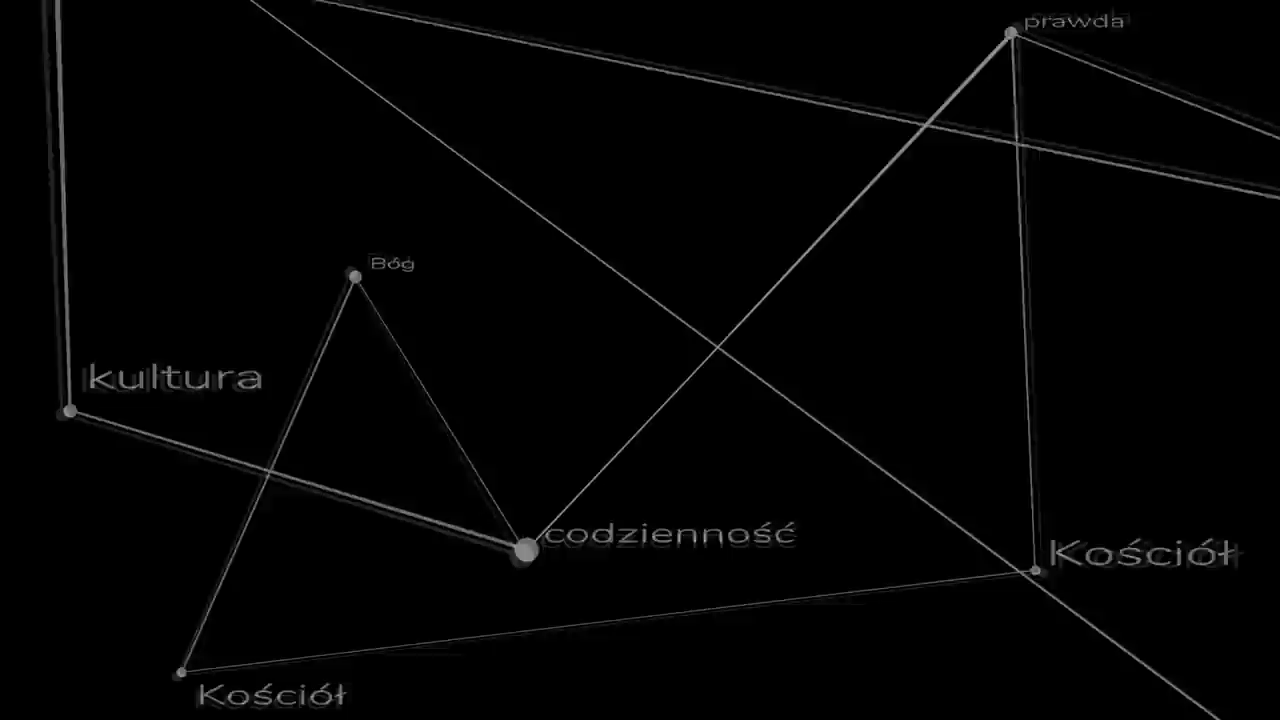 prawda
Bóg
kultura
codzienność
Kościół
Kościół